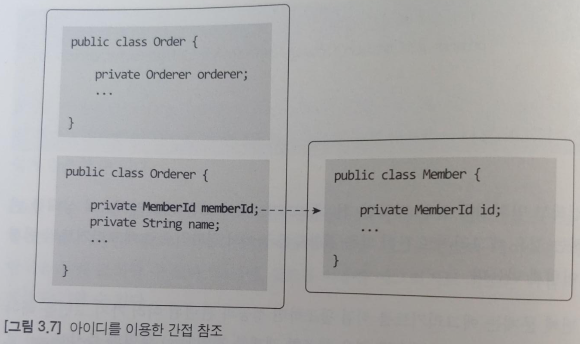 public class Order {
private Orderer orderer;
...
}
public class Orderer {
private MemberId memberId;
private String name;
...
}
public class Member {
private MemberId id;
...
}
[그림 3.7] 아이디를 이용한 간접 참조